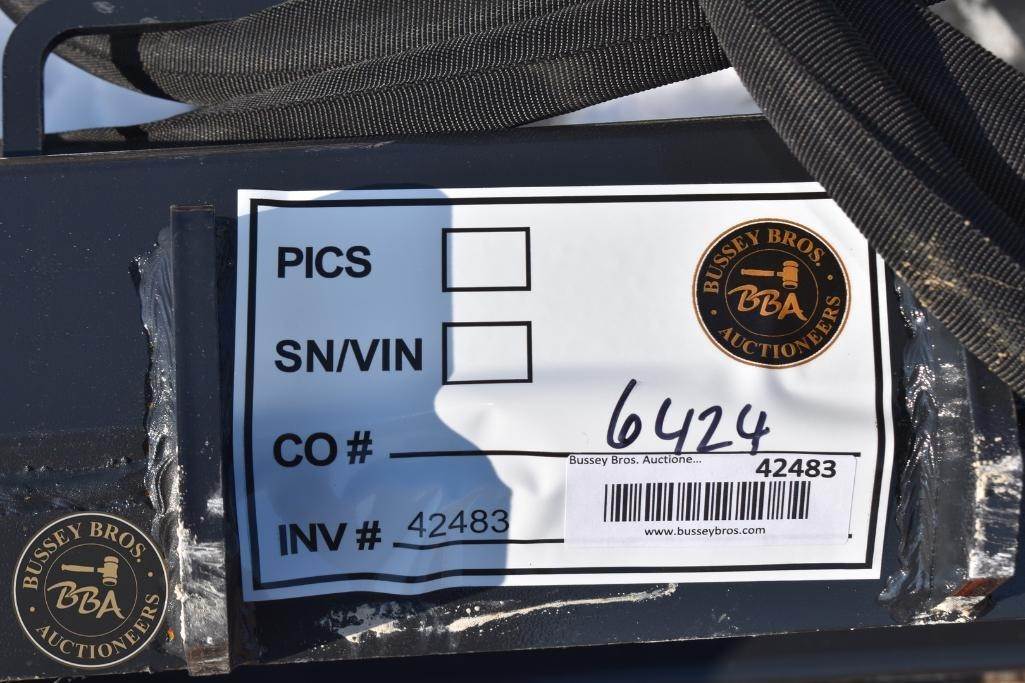 PICS
BUSSEY BROS.
BBA
AUCTIONEERS
SN/VIN
CO # 6424
Bussey Bros. Auctione...
42483
www.busseybros.com
INV # 42483
BUSSEY BROS.
BBA
AUCTIONEERS